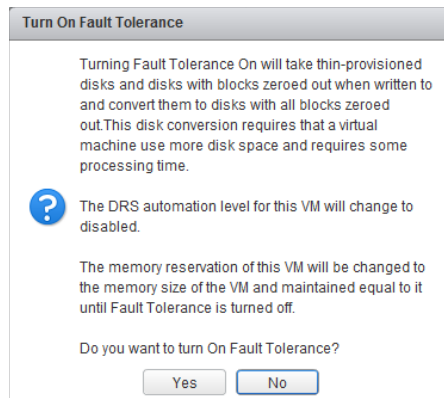 Turn On Fault Tolerance
Turning Fault Tolerance On will take thin-provisioned
disks and disks with blocks zeroed out when written to
and convert them to disks with all blocks zeroed
out.This disk conversion requires that a virtual
machine use more disk space and requires some
processing time.
The DRS automation level for this VM will change to
disabled.
The memory reservation of this VM will be changed to
the memory size of the VM and maintained equal to it
until Fault Tolerance is turned off.
Do you want to turn On Fault Tolerance?
Yes No